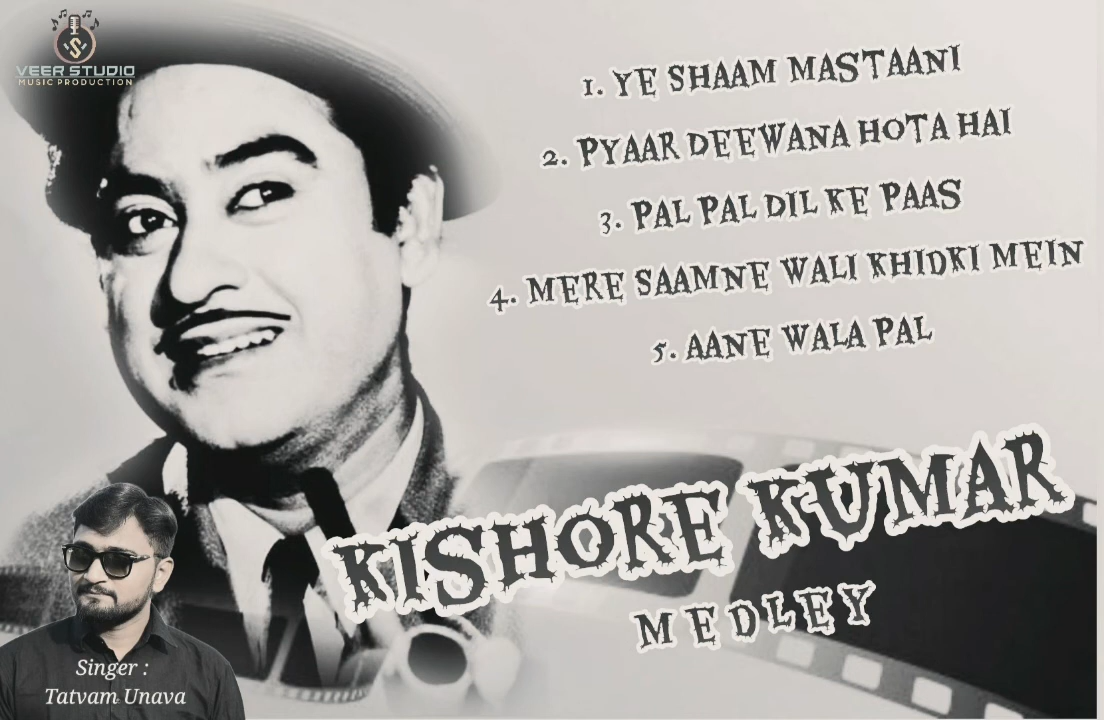 VEER STUDIO
MUSIC PRODUCTION
1. YE SHAAM MASTAANI
2. PYAAR DEEWANA HOTA HAI
3. PAL PAL DIL KE PAAS
4. MERE SAAMNE WALI KHIDKI MEIN
5. AANE WALA PAL
KISHORE KUMAR
MEDLEY
Singer :
Tatvam Unava